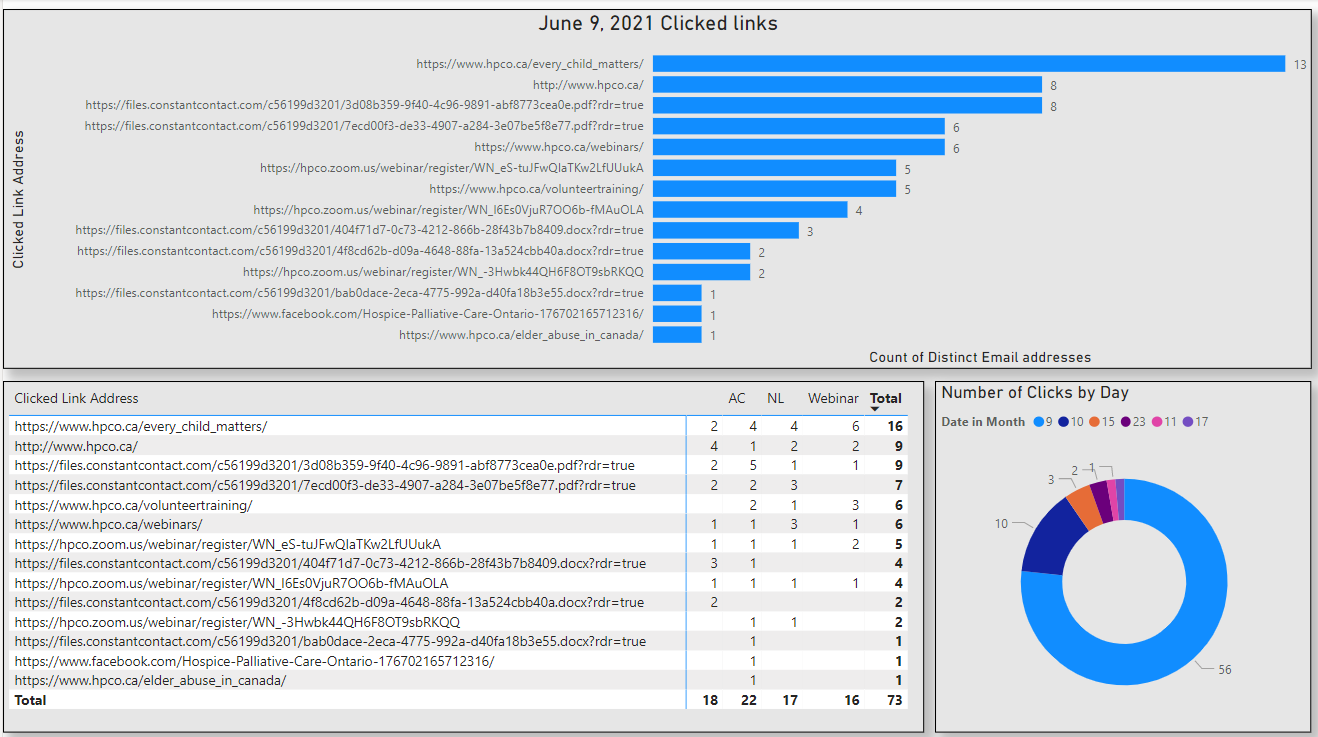 June 9, 2021 Clicked links
Clicked Link Address
https://www.hpco.ca/every_child_matters/ 13
http://www.hpco.ca/ 8
https://files.constantcontact.com/c56199d3201/3d08b359-9f40-4c96-9891-abf8773cea0e.pdf?rdr=true 8
https://files.constantcontact.com/c56199d3201/7ecd00f3-de33-4907-a284-3e07be5f8e77.pdf?rdr=true 6
https://www.hpco.ca/webinars/ 6
https://hpco.zoom.us/webinar/register/WN_eS-tuJFwQIaTKw2LfUUukA 5
https://www.hpco.ca/volunteertraining/ 5
https://hpco.zoom.us/webinar/register/WN_I6Es0VjuR7OO6b-fMAuOLA 4
https://files.constantcontact.com/c56199d3201/404f71d7-0c73-4212-866b-28f43b7b8409.docx?rdr=true 3
https://files.constantcontact.com/c56199d3201/4f8cd62b-d09a-4648-88fa-13a524cbb40a.docx?rdr=true 2
https://hpco.zoom.us/webinar/register/WN_-3Hwbk44QH6F8OT9sbRKQQ 2
https://files.constantcontact.com/c56199d3201/bab0dace-2eca-4775-992a-d40fa18b3e55.docx?rdr=true 1
https://www.facebook.com/Hospice-Palliative-Care-Ontario-176702165712316/ 1
https://www.hpco.ca/elder_abuse_in_canada/ 1
Count of Distinct Email addresses
Clicked Link Address AC NL Webinar Total
https://www.hpco.ca/every_child_matters/ 2 4 4 6 16
http://www.hpco.ca/ 4 1 2 2 9
https://files.constantcontact.com/c56199d3201/3d08b359-9f40-4c96-9891-abf8773cea0e.pdf?rdr=true 2 5 1 1 9
https://files.constantcontact.com/c56199d3201/7ecd00f3-de33-4907-a284-3e07be5f8e77.pdf?rdr=true 2 2 3 7
https://www.hpco.ca/volunteertraining/ 2 1 3 6
https://www.hpco.ca/webinars/ 1 1 3 1 6
https://hpco.zoom.us/webinar/register/WN_eS-tuJFwQIaTKw2LfUUukA 1 1 1 2 5
https://files.constantcontact.com/c56199d3201/404f71d7-0c73-4212-866b-28f43b7b8409.docx?rdr=true 3 1 4
https://hpco.zoom.us/webinar/register/WN_I6Es0VjuR7OO6b-fMAuOLA 1 1 1 1 4
https://files.constantcontact.com/c56199d3201/4f8cd62b-d09a-4648-88fa-13a524cbb40a.docx?rdr=true 2 2
https://hpco.zoom.us/webinar/register/WN_-3Hwbk44QH6F8OT9sbRKQQ 1 1 2
https://files.constantcontact.com/c56199d3201/bab0dace-2eca-4775-992a-d40fa18b3e55.docx?rdr=true 1 1
https://www.facebook.com/Hospice-Palliative-Care-Ontario-176702165712316/ 1 1
https://www.hpco.ca/elder_abuse_in_canada/ 1 1
Total 18 22 17 16 73
Number of Clicks by Day
Date in Month 9 10 15 23 11 17
2 1
3
10
56